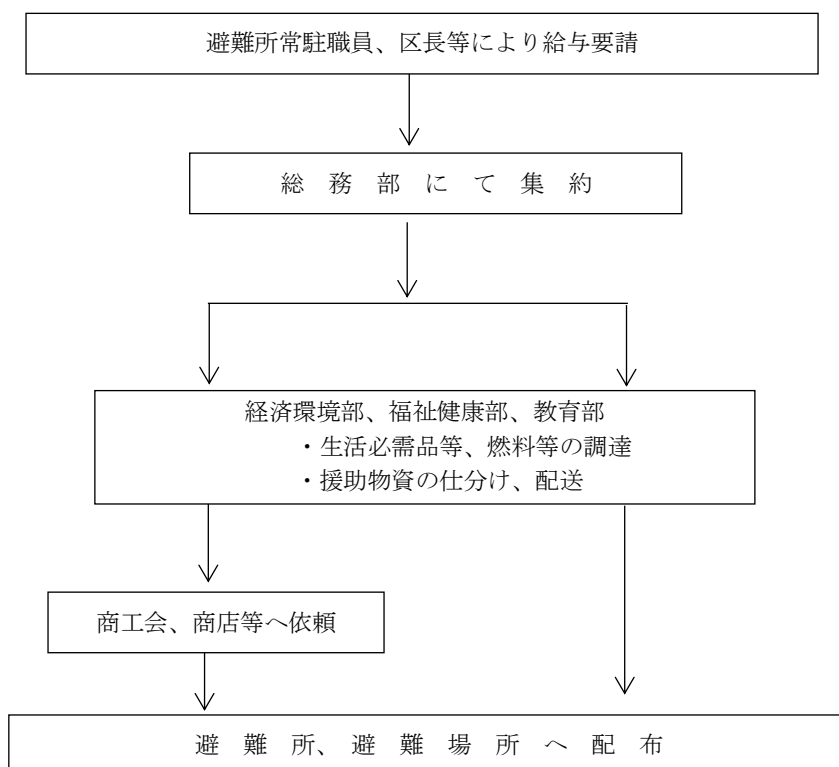 避難所常駐職員、区長等により給与要請
総　務　部　に　て　集　約
経済環境部、福祉健康部、教育部
・生活必需品等、燃料等の調達
・援助物資の仕分け、配送
商工会、商店等へ依頼
避　難　所、避　難　場　所　へ　配　布